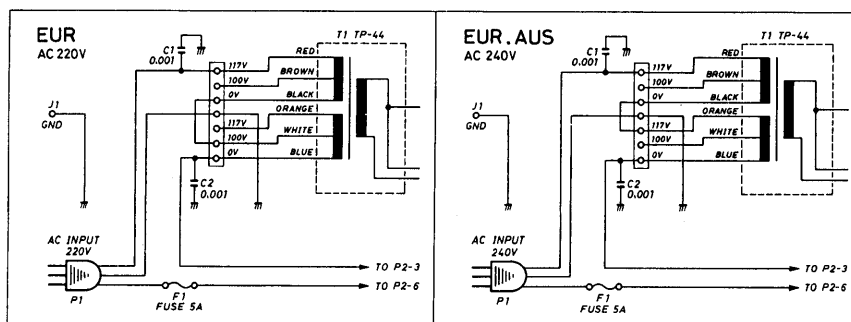 EUR
AC 220V
C1
0.001
T1 TP-44
RED
117V
BROWN
100V
BLACK
0V
ORANGE
117V
WHITE
100V
BLUE
0V
J1
GND
C2
0.001
AC INPUT
220V
P1
F1
FUSE 5A
TO P2-3
TO P2-6
EUR.AUS
AC 240V
C1
0.001
T1 TP-44
RED
117V
BROWN
100V
BLACK
0V
ORANGE
117V
WHITE
100V
BLUE
0V
J1
GND
C2
0.001
AC INPUT
240V
P1
F1
FUSE 5A
TO P2-3
TO P2-6